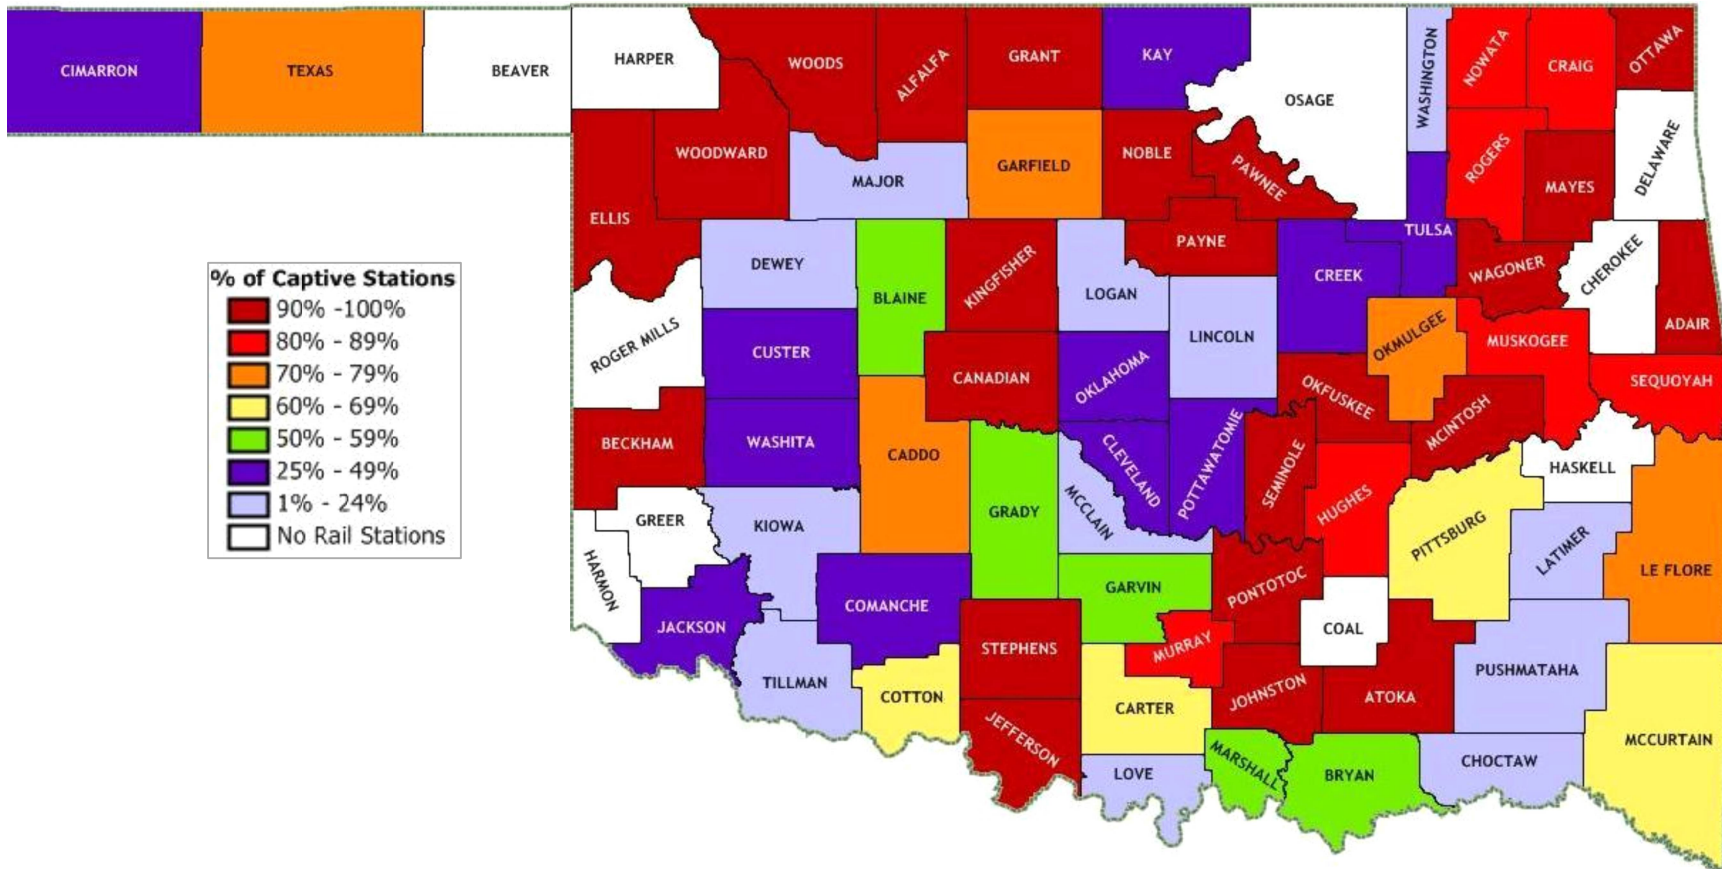 CIMARRON
TEXAS
BEAVER
HARPER
WOODS
ALFALFA
GRANT
KAY
OSAGE
WASHINGTON
NOWATA
CRAIG
OTTAWA
WOODWARD
MAJOR
GARFIELD
NOBLE
PAWNEE
ROGERS
MAYES
DELAWARE
ELLIS
DEWEY
BLAINE
KINGFISHER
LOGAN
PAYNE
CREEK
TULSA
WAGONER
CHEROKEE
ADAIR
% of Captive Stations
90% -100%
80% - 89%
70% - 79%
60% - 69%
50% - 59%
25% - 49%
1% - 24%
No Rail Stations
ROGER MILLS
CUSTER
CANADIAN
OKLAHOMA
LINCOLN
OKMULGEE
MUSKOGEE
SEQUOYAH
BECKHAM
WASHITA
CADDO
GRADY
CLEVELAND
POTTAWATOMIE
SEMINOLE
OKFUSKEE
MCINTOSH
HASKELL
GREER
KIOWA
MCCLAIN
HUGHES
PITTSBURG
LATIMER
LE FLORE
HARMON
JACKSON
COMANCHE
GARVIN
PONTOTOC
COAL
STEPHENS
MURRAY
TILLMAN
COTTON
CARTER
JOHNSTON
ATOKA
PUSHMATAHA
JEFFERSON
LOVE
MARSHALL
BRYAN
CHOCTAW
MCCURTAIN